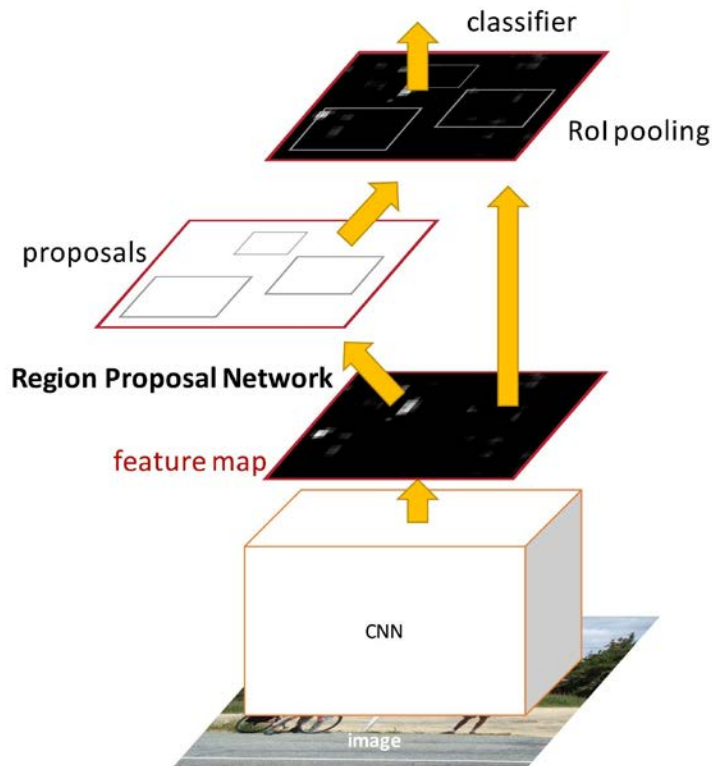 classifier
RoI pooling
proposals
Region Proposal Network
feature map
CNN
image